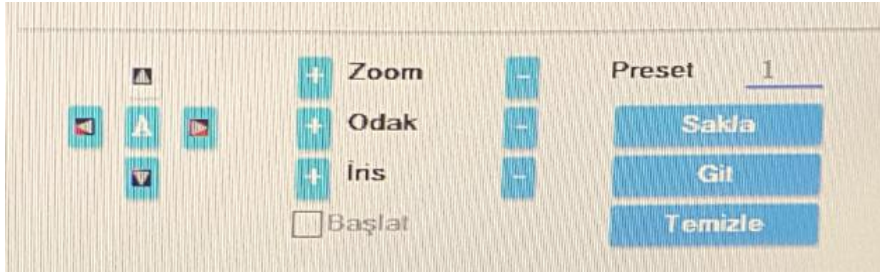 + Zoom - Preset 1
A + Odak - Sakla
+ İris - Git
Başlat Temizle